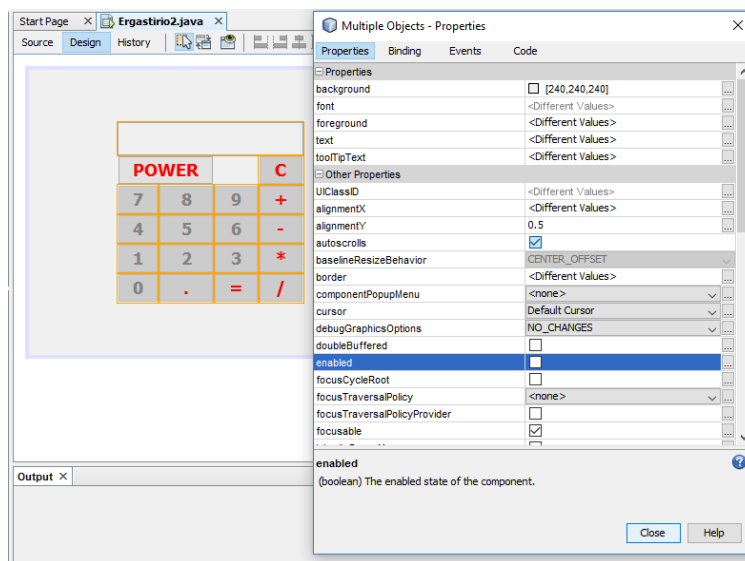 Start Page
Ergastirio2.java
Source Design History
POWER C
7 8 9 +
4 5 6 -
1 2 3 *
0 . = /
Output
Multiple Objects - Properties
Properties Binding Events Code
Properties
background [240,240,240] ...
font <Different Values> ...
foreground <Different Values> ...
text <Different Values> ...
toolTipText <Different Values> ...
Other Properties
UIClassID <Different Values> ...
alignmentX <Different Values> ...
alignmentY 0.5 ...
autoscrolls ...
baselineResizeBehavior CENTER_OFFSET ...
border <Different Values> ...
componentPopupMenu <none> ...
cursor Default Cursor ...
debugGraphicsOptions NO_CHANGES ...
doubleBuffered ...
enabled ...
focusCycleRoot ...
focusTraversalPolicy <none> ...
focusTraversalPolicyProvider ...
focusable ...
enabled
(boolean) The enabled state of the component.
Close Help